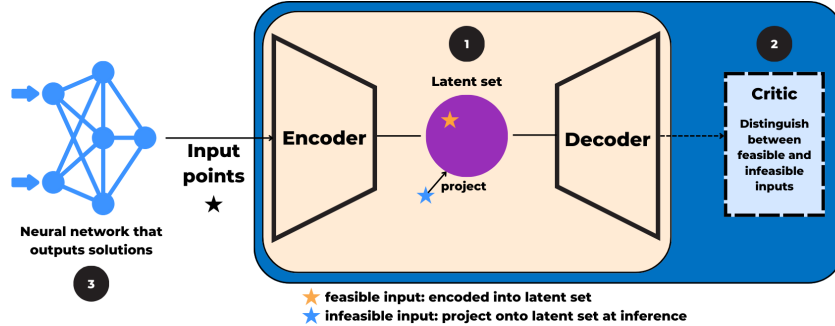 1
2
Latent set
Encoder
Decoder
project
Critic
Distinguish
between
feasible and
infeasible
inputs
Input
points
Neural network that
outputs solutions
3
feasible input: encoded into latent set
infeasible input: project onto latent set at inference